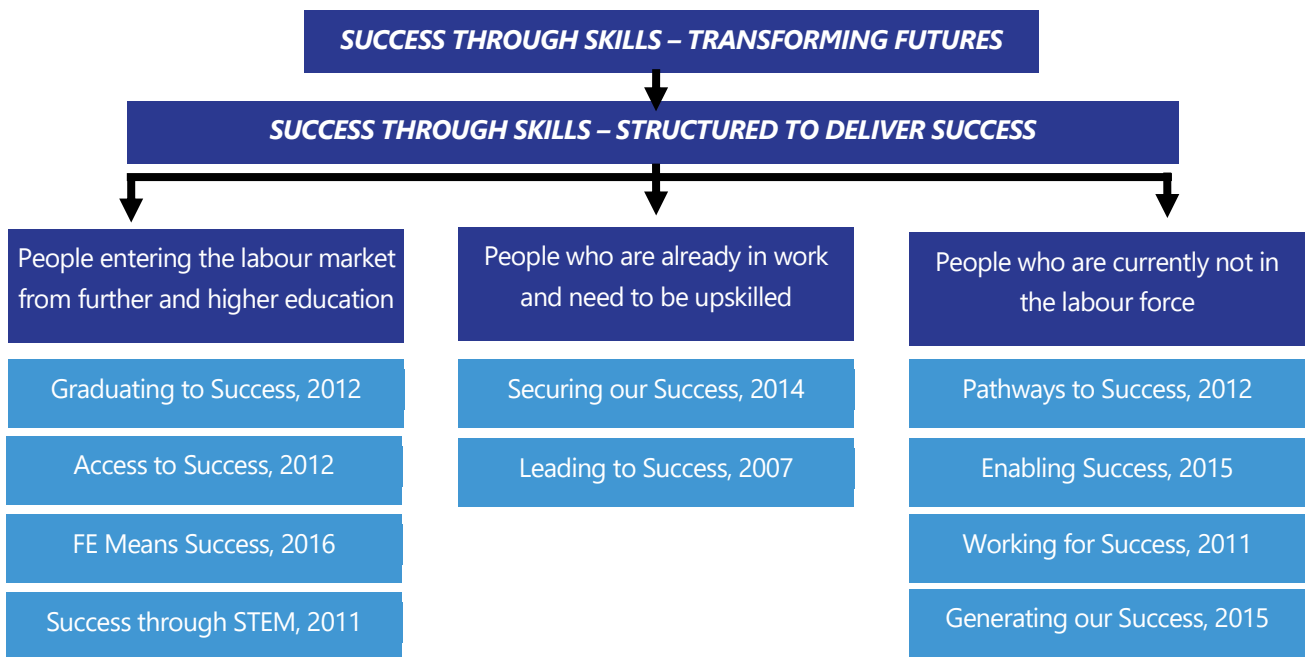 SUCCESS THROUGH SKILLS – TRANSFORMING FUTURES
SUCCESS THROUGH SKILLS – STRUCTURED TO DELIVER SUCCESS
People entering the labour market
from further and higher education
Graduating to Success, 2012
Access to Success, 2012
FE Means Success, 2016
Success through STEM, 2011
People who are already in work
and need to be upskilled
Securing our Success, 2014
Leading to Success, 2007
People who are currently not in
the labour force
Pathways to Success, 2012
Enabling Success, 2015
Working for Success, 2011
Generating our Success, 2015